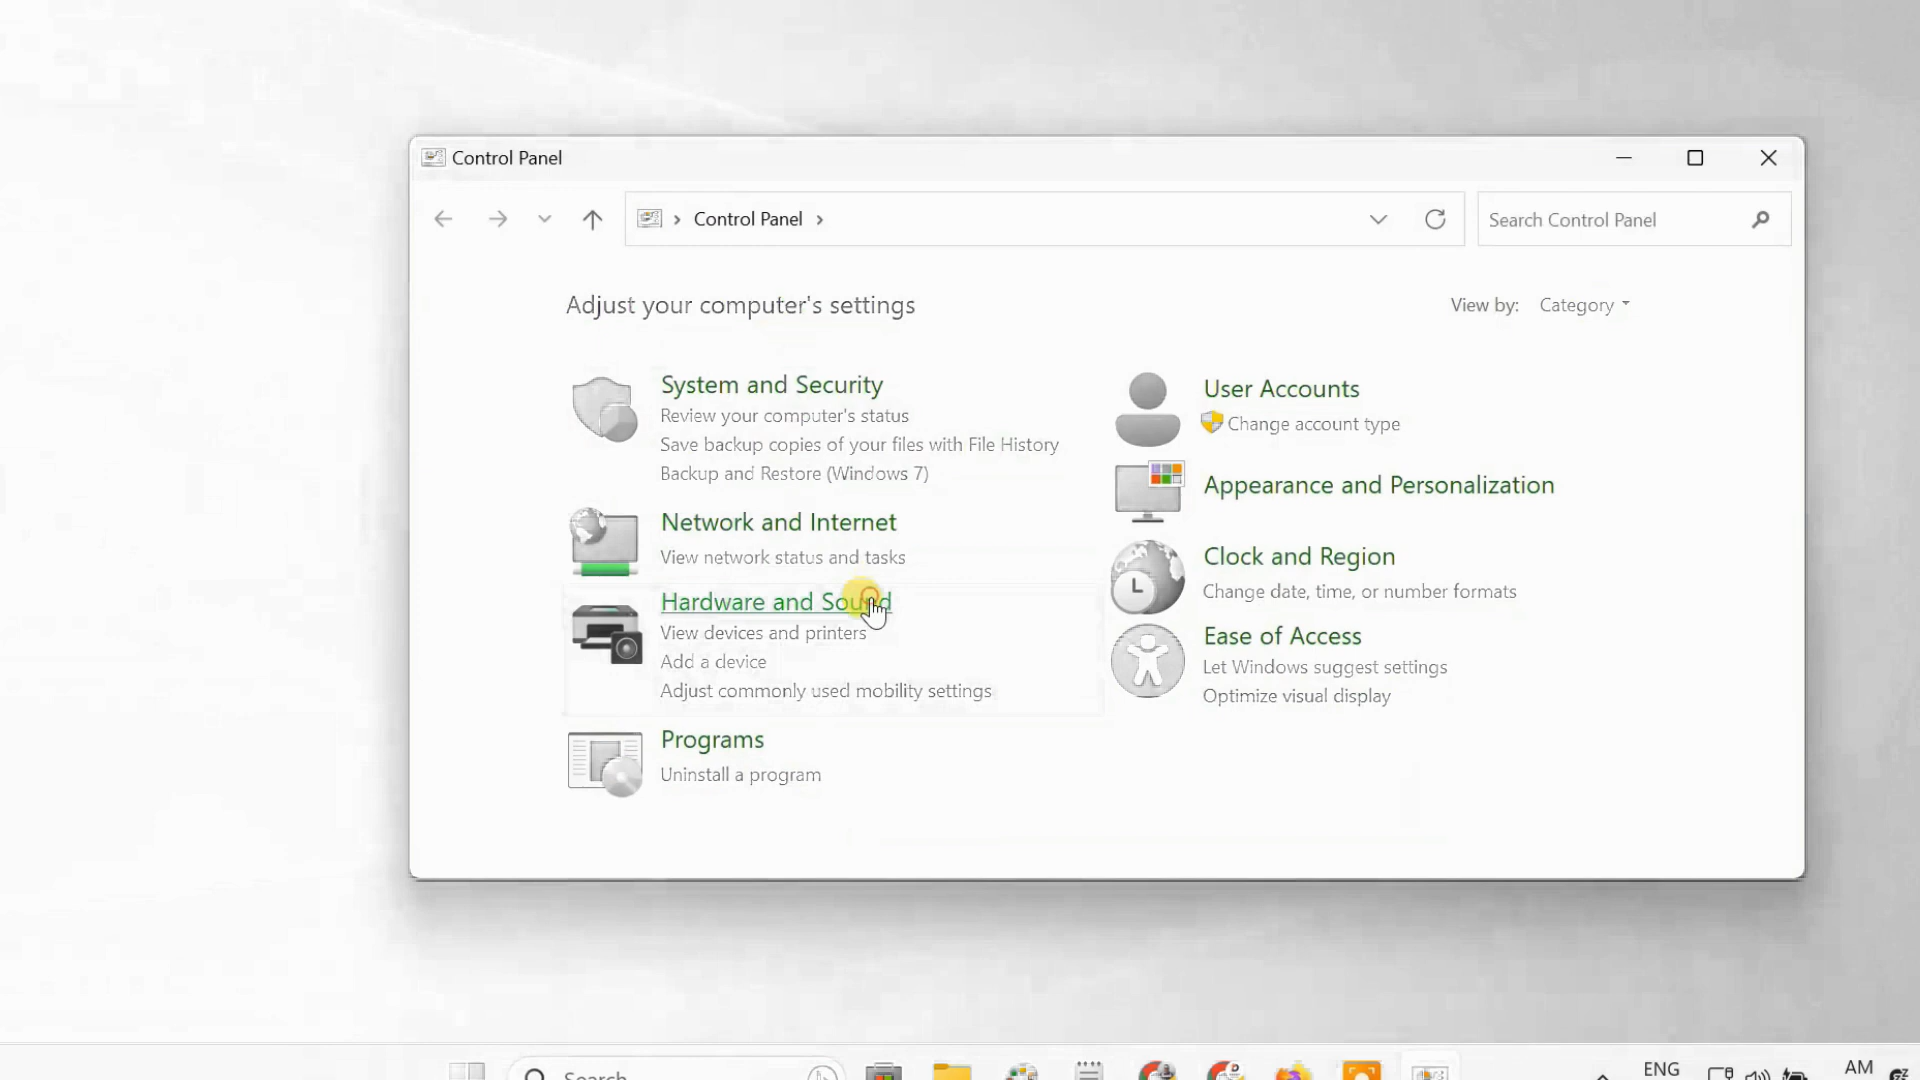 Control Panel
Control Panel
Search Control Panel
Adjust your computer's settings
View by: Category
System and Security
Review your computer's status
Save backup copies of your files with File History
Backup and Restore (Windows 7)
Network and Internet
View network status and tasks
Hardware and Sound
View devices and printers
Add a device
Adjust commonly used mobility settings
Programs
Uninstall a program
User Accounts
Change account type
Appearance and Personalization
Clock and Region
Change date, time, or number formats
Ease of Access
Let Windows suggest settings
Optimize visual display
Search
ENG
AM